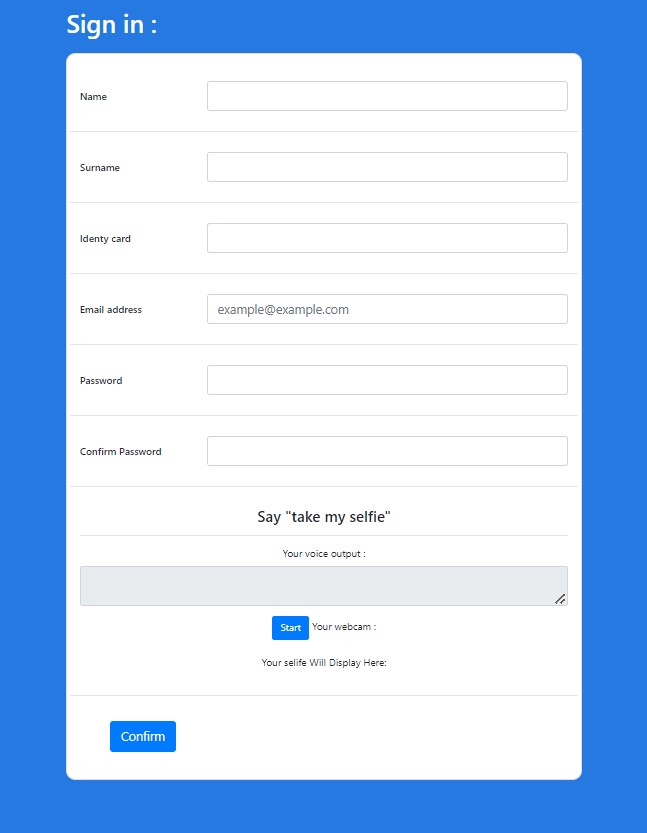 Sign in :
Name
Surname
Identy card
Email address
example@example.com
Password
Confirm Password
Say "take my selfie"
Your voice output :
Start Your webcam :
Your selife Will Display Here:
Confirm